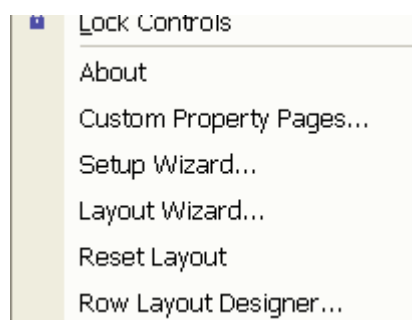 Lock Controls
About
Custom Property Pages...
Setup Wizard...
Layout Wizard...
Reset Layout
Row Layout Designer...